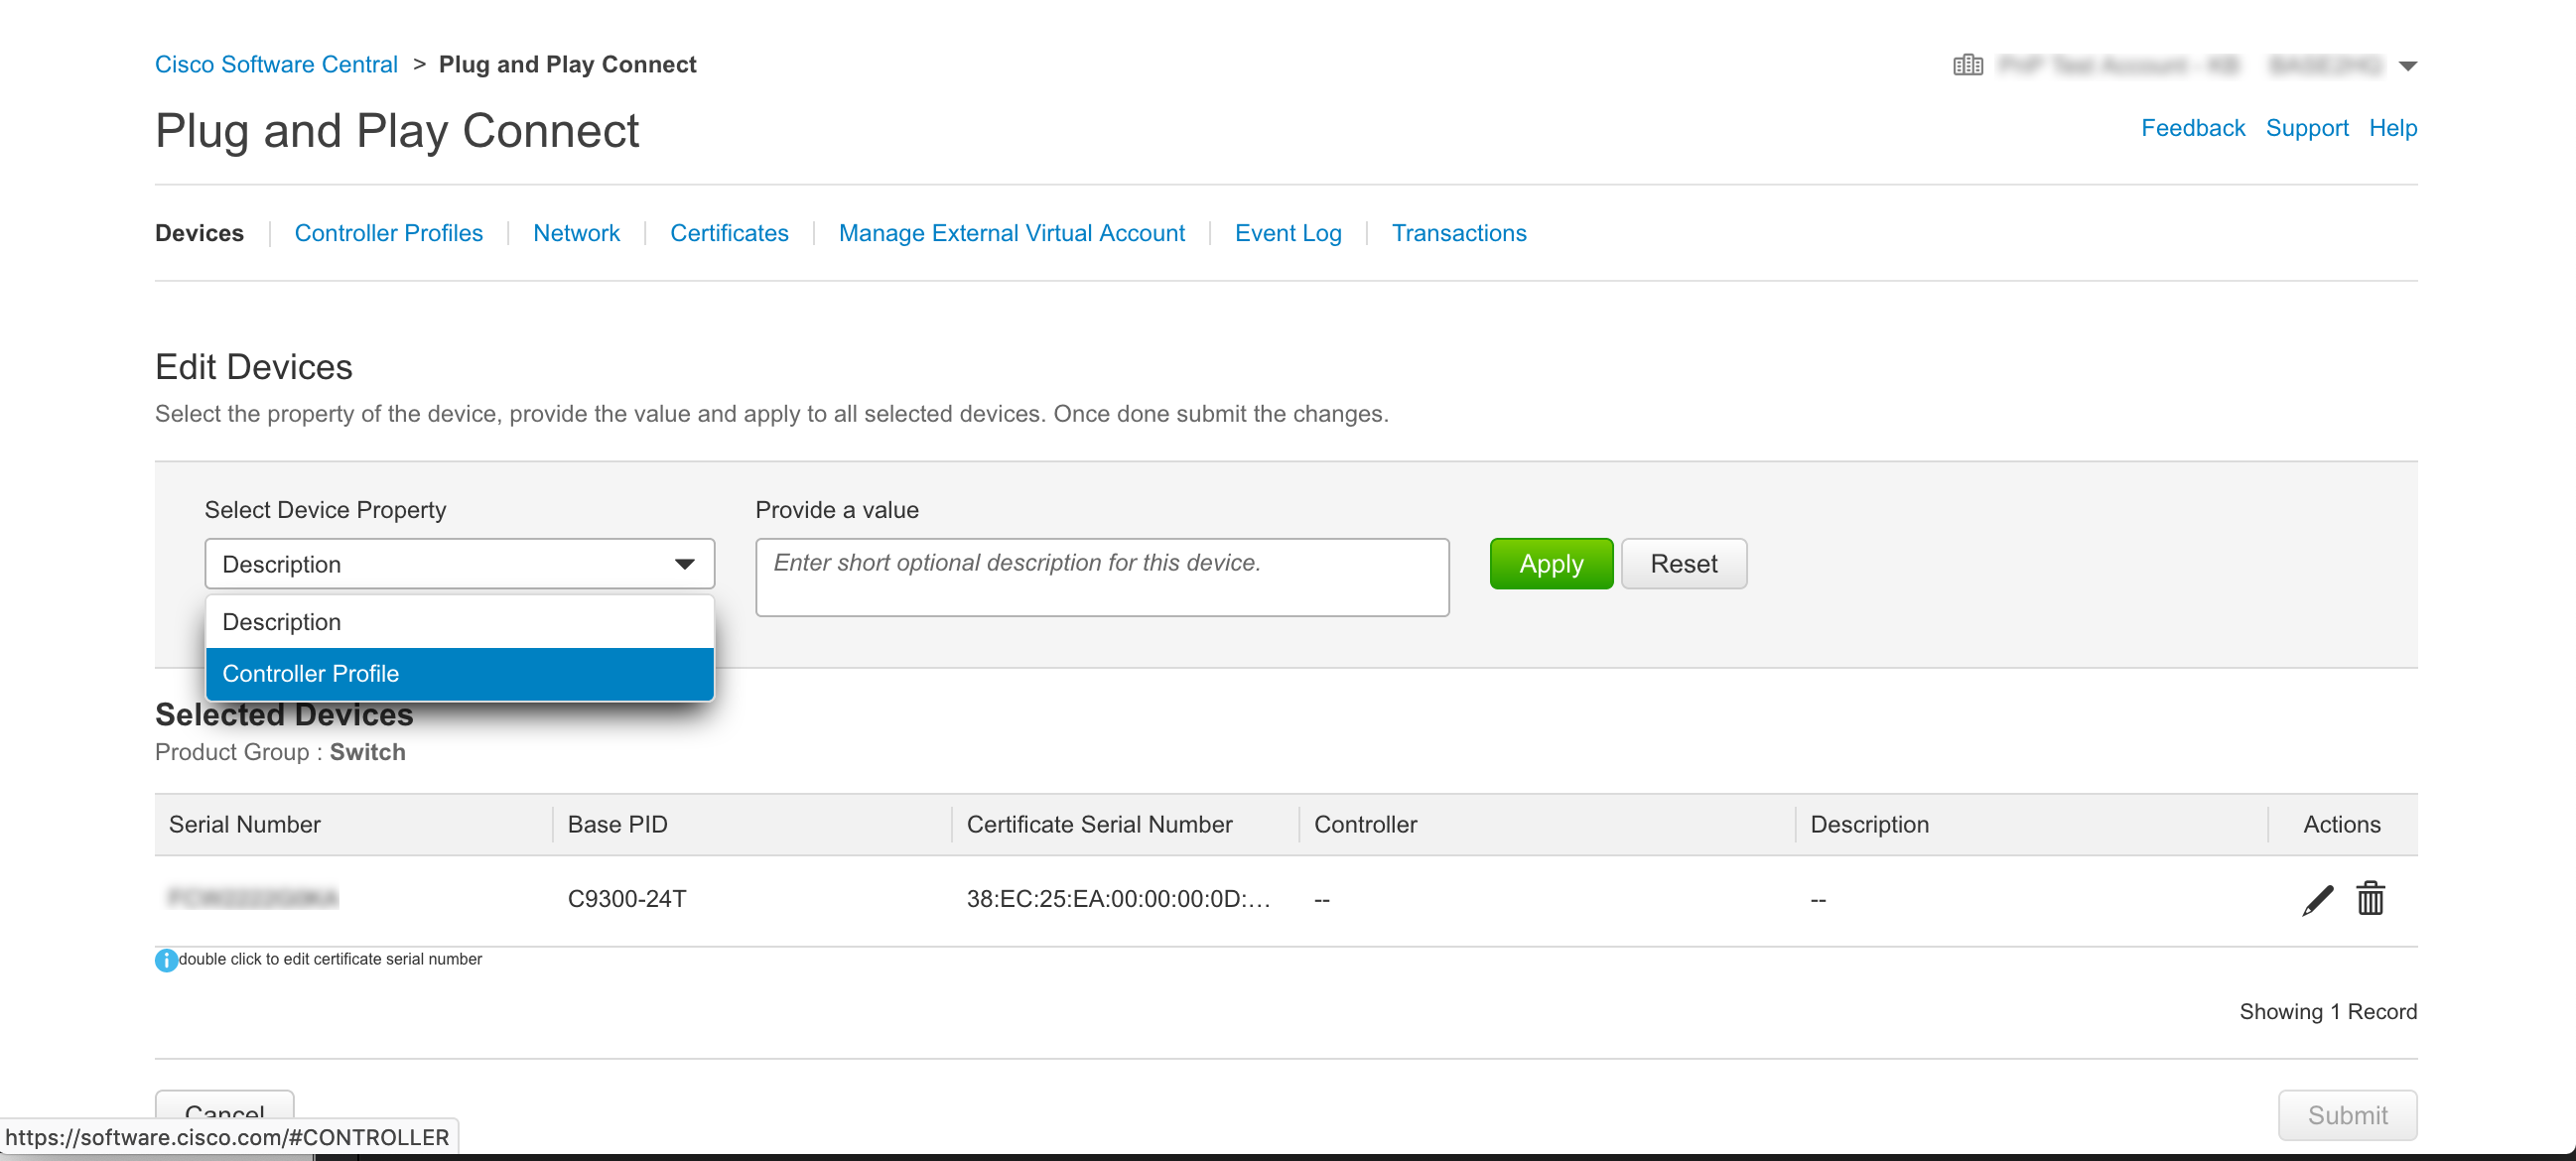 Cisco Software Central > Plug and Play Connect
Plug and Play Connect
Feedback Support Help
Devices Controller Profiles Network Certificates Manage External Virtual Account Event Log Transactions
Edit Devices
Select the property of the device, provide the value and apply to all selected devices. Once done submit the changes.
Select Device Property Provide a value
Description Enter short optional description for this device. Apply Reset
Description
Controller Profile
Selected Devices
Product Group : Switch
Serial Number Base PID Certificate Serial Number Controller Description Actions
C9300-24T 38:EC:25:EA:00:00:00:0D:... -- --
double click to edit certificate serial number
Showing 1 Record
Cancel Submit
https://software.cisco.com/#CONTROLLER